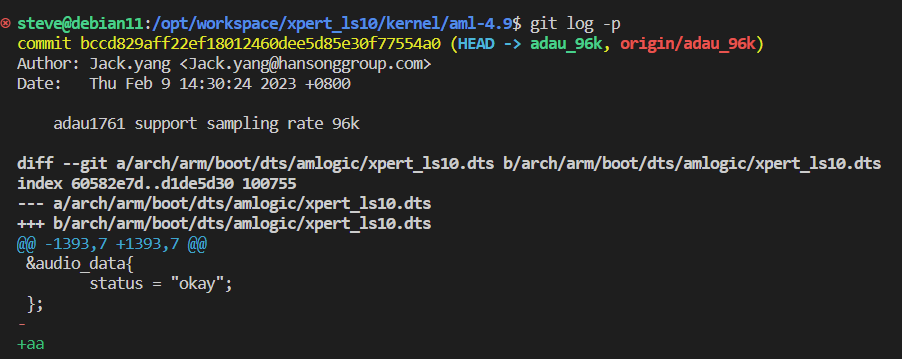 steve@debian11:/opt/workspace/xpert_ls10/kernel/aml-4.9$ git log -p
commit bccd829aff22ef18012460dee5d85e30f77554a0 (HEAD -> adau_96k, origin/adau_96k)
Author: Jack.yang <Jack.yang@hansonggroup.com>
Date:   Thu Feb 9 14:30:24 2023 +0800

    adau1761 support sampling rate 96k

diff --git a/arch/arm/boot/dts/amlogic/xpert_ls10.dts b/arch/arm/boot/dts/amlogic/xpert_ls10.dts
index 60582e7d..d1de5d30 100755
--- a/arch/arm/boot/dts/amlogic/xpert_ls10.dts
+++ b/arch/arm/boot/dts/amlogic/xpert_ls10.dts
@@ -1393,7 +1393,7 @@
 &audio_data{
        status = "okay";
 };
-
+aa